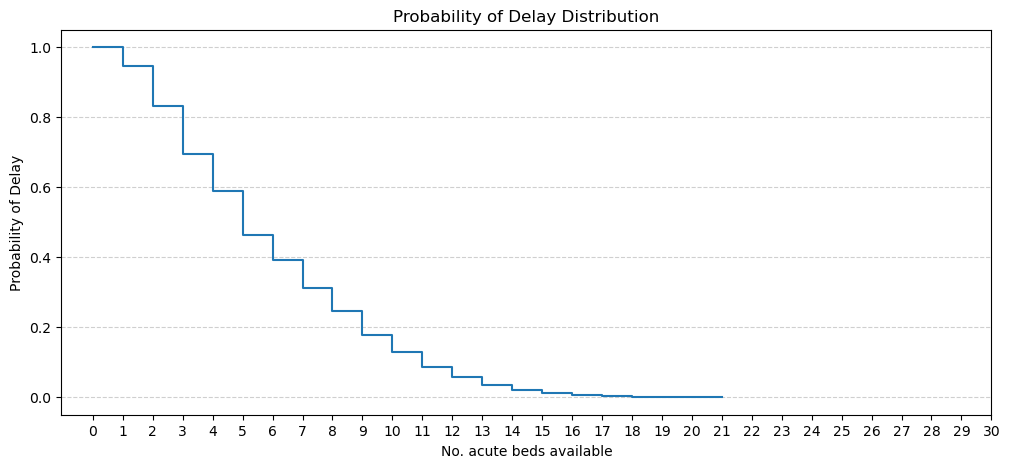 Probability of Delay Distribution
Probability of Delay
1.0
0.8
0.6
0.4
0.2
0.0
0 1 2 3 4 5 6 7 8 9 10 11 12 13 14 15 16 17 18 19 20 21 22 23 24 25 26 27 28 29 30
No. acute beds available